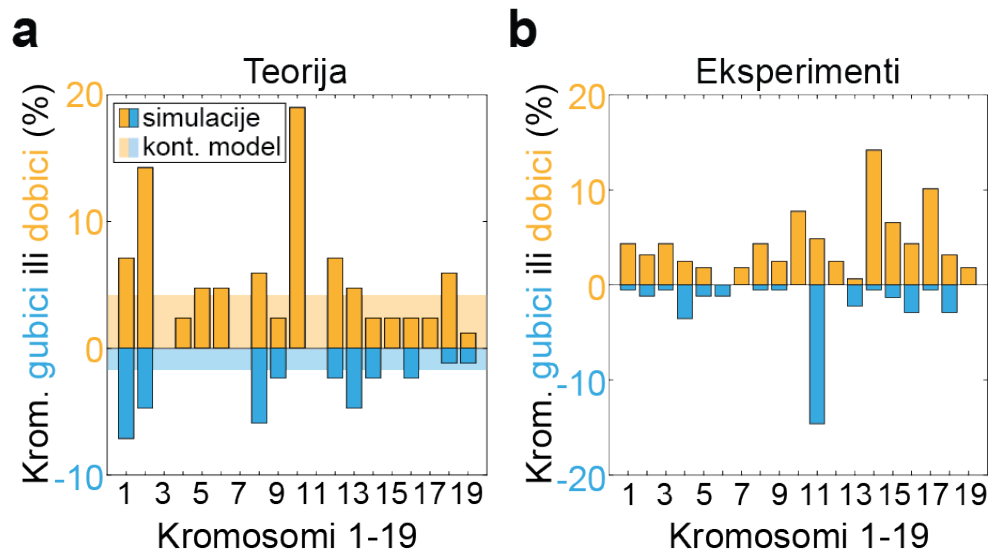 a
Teorija
Krom. gubici ili dobici (%)
20
10
0
-10
simulacije
kont. model
1 3 5 7 9 11 13 15 17 19
Kromosomi 1-19
b
Eksperimenti
Krom. gubici ili dobici (%)
20
10
0
-10
-20
1 3 5 7 9 11 13 15 17 19
Kromosomi 1-19